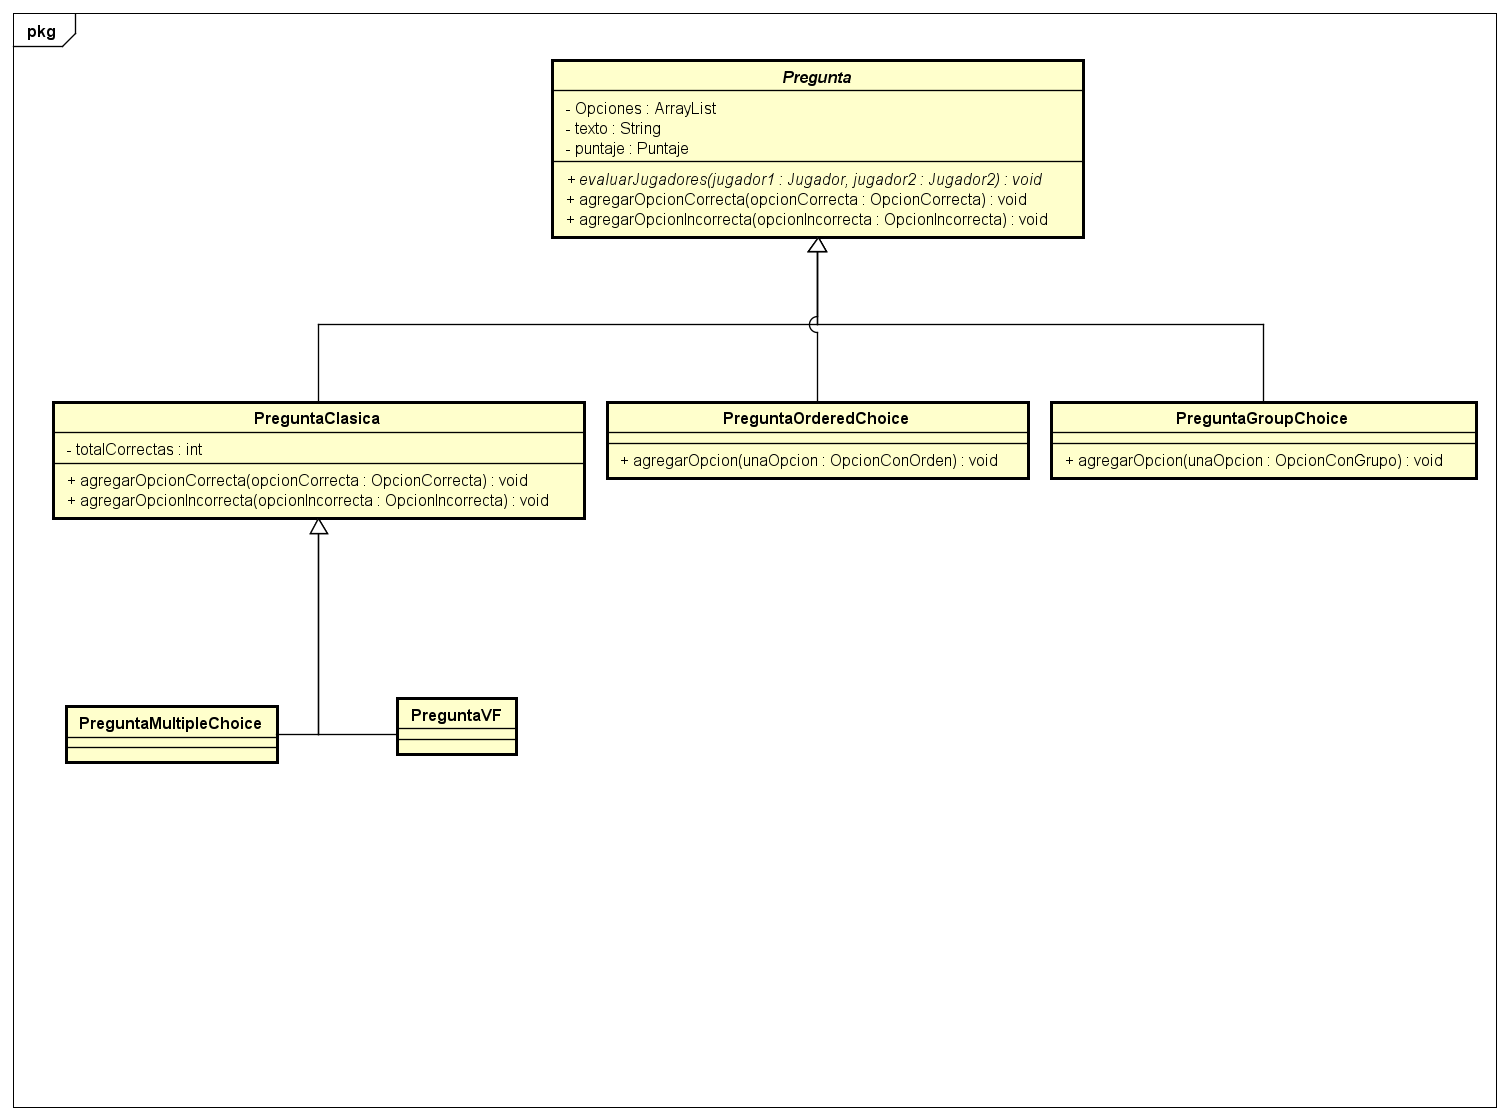 pkg
Pregunta
- Opciones : ArrayList
- texto : String
- puntaje : Puntaje
+ evaluarJugadores(jugador1 : Jugador, jugador2 : Jugador2) : void
+ agregarOpcionCorrecta(opcionCorrecta : OpcionCorrecta) : void
+ agregarOpcionIncorrecta(opcionIncorrecta : OpcionIncorrecta) : void
PreguntaClasica
- totalCorrectas : int
+ agregarOpcionCorrecta(opcionCorrecta : OpcionCorrecta) : void
+ agregarOpcionIncorrecta(opcionIncorrecta : OpcionIncorrecta) : void
PreguntaOrderedChoice
+ agregarOpcion(unaOpcion : OpcionConOrden) : void
PreguntaGroupChoice
+ agregarOpcion(unaOpcion : OpcionConGrupo) : void
PreguntaMultipleChoice
PreguntaVF